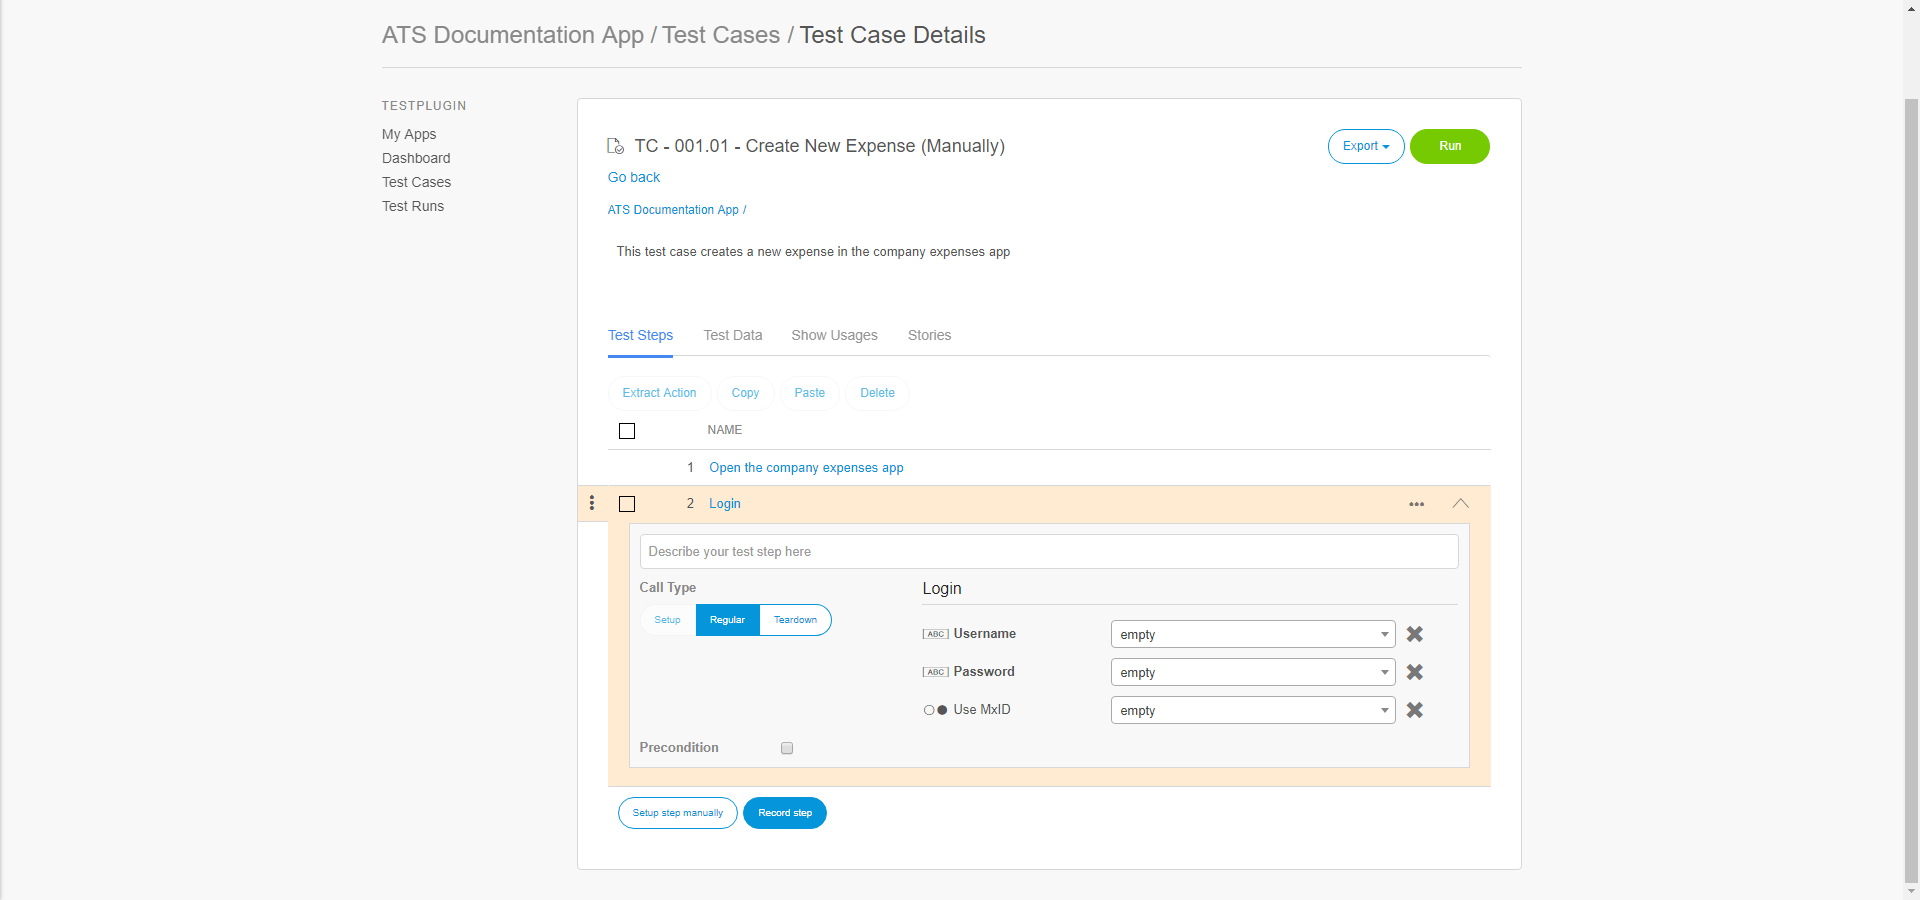 ATS Documentation App / Test Cases / Test Case Details
TESTPLUGIN
My Apps
Dashboard
Test Cases
Test Runs
TC - 001.01 - Create New Expense (Manually)
Export
Run
Go back
ATS Documentation App /
This test case creates a new expense in the company expenses app
Test Steps
Test Data
Show Usages
Stories
Extract Action
Copy
Paste
Delete
NAME
1 Open the company expenses app
2 Login
Describe your test step here
Call Type
Setup
Regular
Teardown
Login
ABC Username
empty
ABC Password
empty
Use MxID
empty
Precondition
Setup step manually
Record step